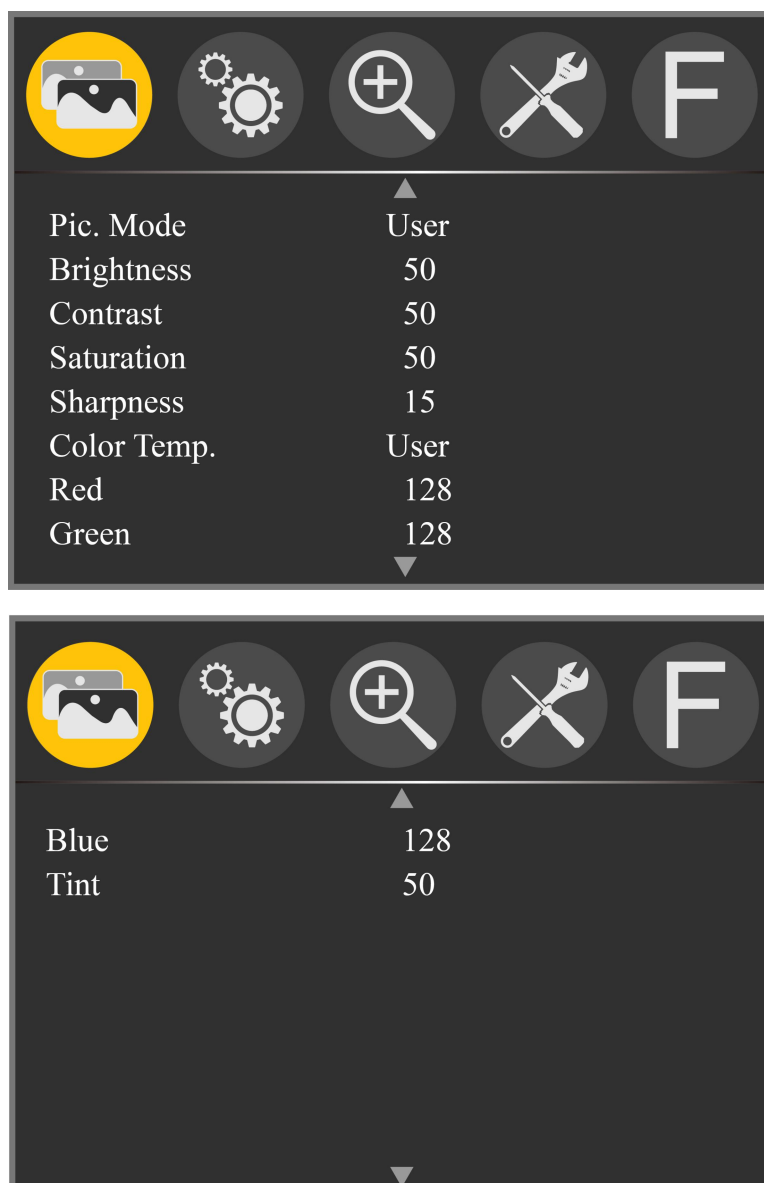 F
Pic. Mode User
Brightness 50
Contrast 50
Saturation 50
Sharpness 15
Color Temp. User
Red 128
Green 128
F
Blue 128
Tint 50